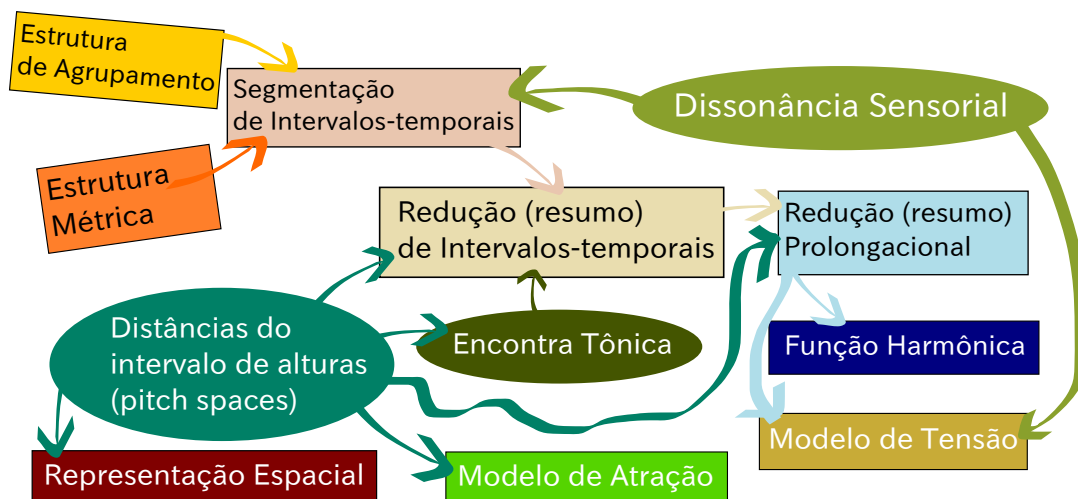 Estrutura
de Agrupamento
Segmentação
de Intervalos-temporais
Dissonância Sensorial
Estrutura
Métrica
Redução (resumo)
de Intervalos-temporais
Redução (resumo)
Prolongacional
Distâncias do
intervalo de alturas
(pitch spaces)
Encontra Tônica
Função Harmônica
Modelo de Tensão
Representação Espacial
Modelo de Atração